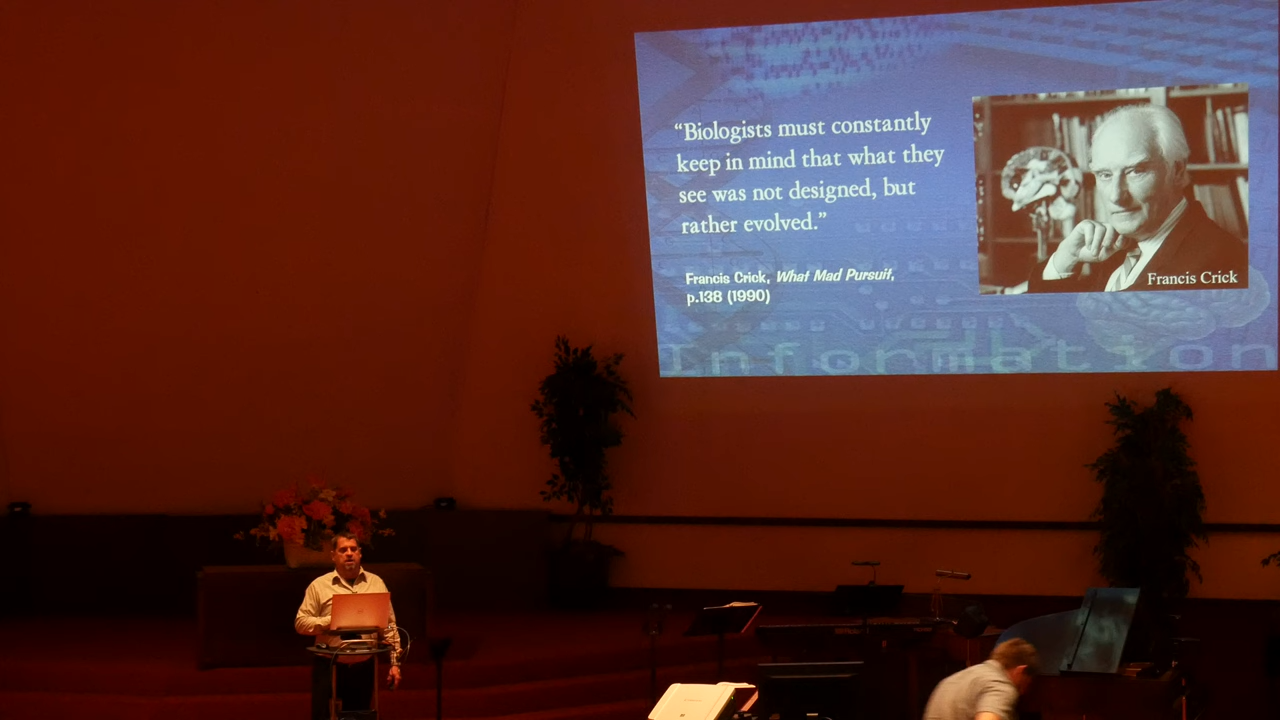 “Biologists must constantly
keep in mind that what they
see was not designed, but
rather evolved.”
Francis Crick, What Mad Pursuit,
p.138 (1990)
Francis Crick
Information